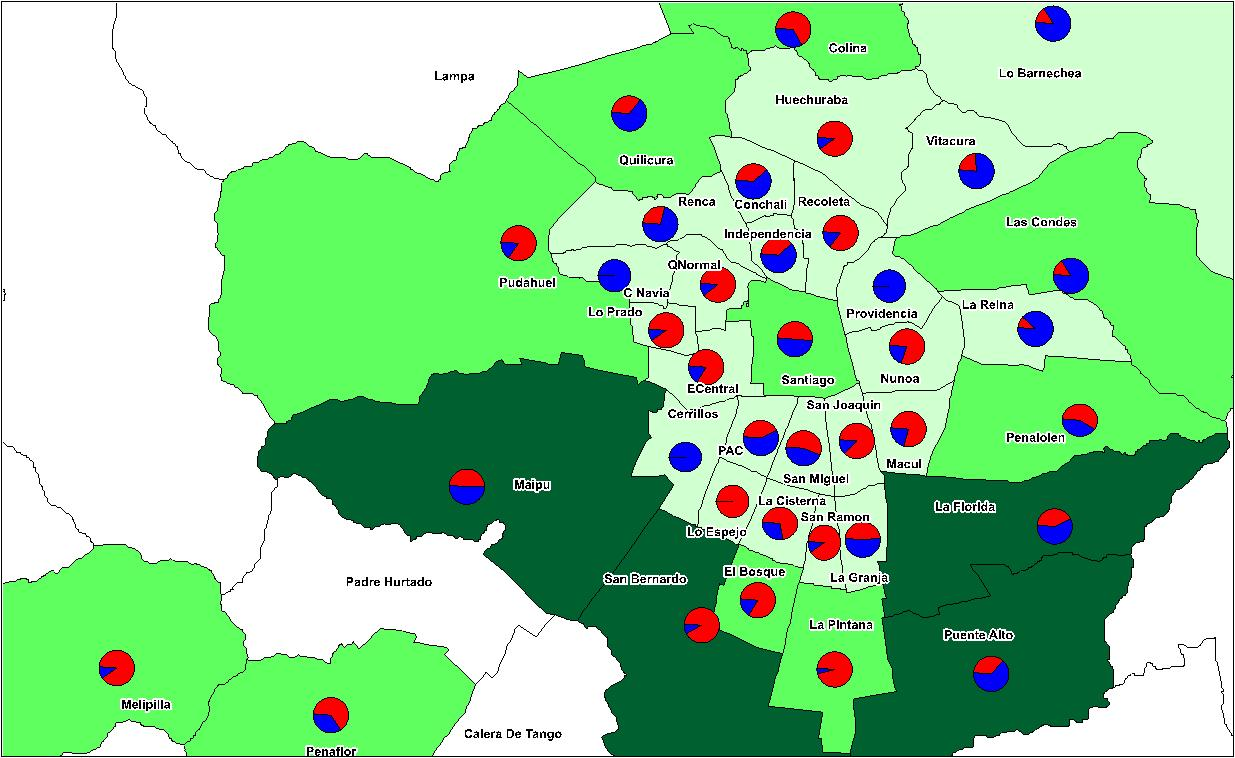 Colina
Lampa
Lo Barnechea
Huechuraba
Vitacura
Quilicura
Renca
Conchali
Recoleta
Las Condes
Independencia
QNormal
Pudahuel
C Navia
La Reina
Lo Prado
Providencia
Santiago
Nunoa
ECentral
San Joaquin
Cerrillos
Penalolen
PAC
Macul
San Miguel
Maipu
La Cisterna
La Florida
San Ramon
Lo Espejo
El Bosque
La Granja
San Bernardo
Padre Hurtado
La Pintana
Puente Alto
Melipilla
Calera De Tango
Penaflor